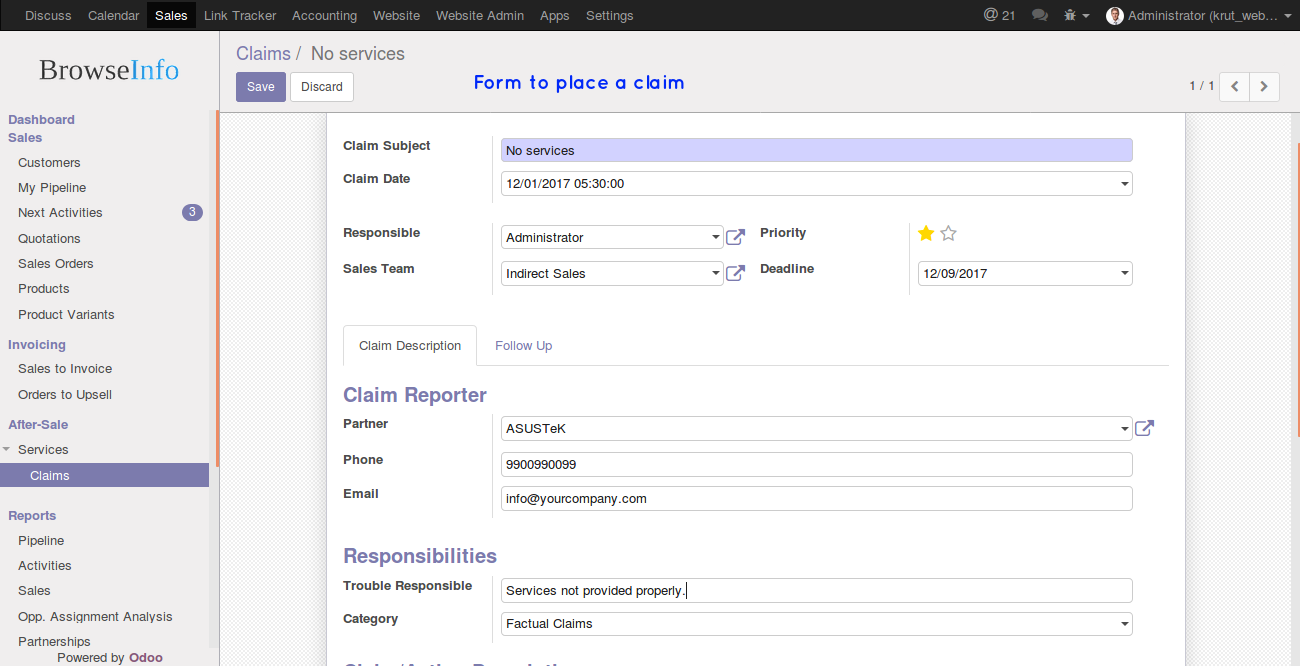 Discuss Calendar Sales Link Tracker Accounting Website Website Admin Apps Settings @ 21 Administrator (krut_web...
BrowseInfo
Dashboard
Sales
Customers
My Pipeline
Next Activities 3
Quotations
Sales Orders
Products
Product Variants
Invoicing
Sales to Invoice
Orders to Upsell
After-Sale
Services
Claims
Reports
Pipeline
Activities
Sales
Opp. Assignment Analysis
Partnerships
Powered by Odoo
Claims / No services
Save Discard
Form to place a claim
1 / 1
Claim Subject No services
Claim Date 12/01/2017 05:30:00
Responsible Administrator Priority
Sales Team Indirect Sales Deadline 12/09/2017
Claim Description Follow Up
Claim Reporter
Partner ASUSTeK
Phone 9900990099
Email info@yourcompany.com
Responsibilities
Trouble Responsible Services not provided properly.
Category Factual Claims